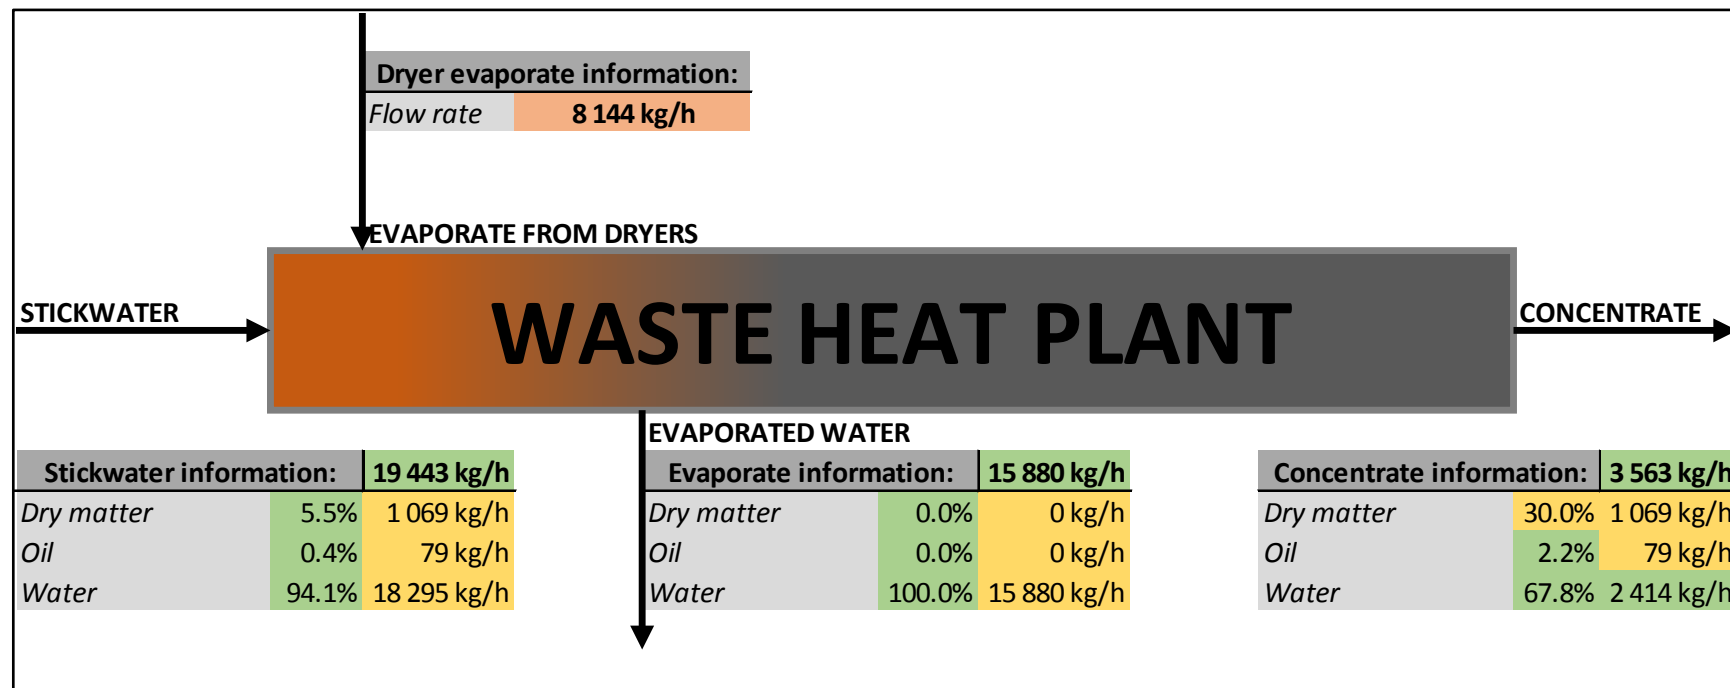 Dryer evaporate information:
Flow rate 8 144 kg/h
EVAPORATE FROM DRYERS
STICKWATER
WASTE HEAT PLANT
CONCENTRATE
EVAPORATED WATER
Stickwater information: 19 443 kg/h
Dry matter 5.5% 1 069 kg/h
Oil 0.4% 79 kg/h
Water 94.1% 18 295 kg/h
Evaporate information: 15 880 kg/h
Dry matter 0.0% 0 kg/h
Oil 0.0% 0 kg/h
Water 100.0% 15 880 kg/h
Concentrate information: 3 563 kg/h
Dry matter 30.0% 1 069 kg/h
Oil 2.2% 79 kg/h
Water 67.8% 2 414 kg/h